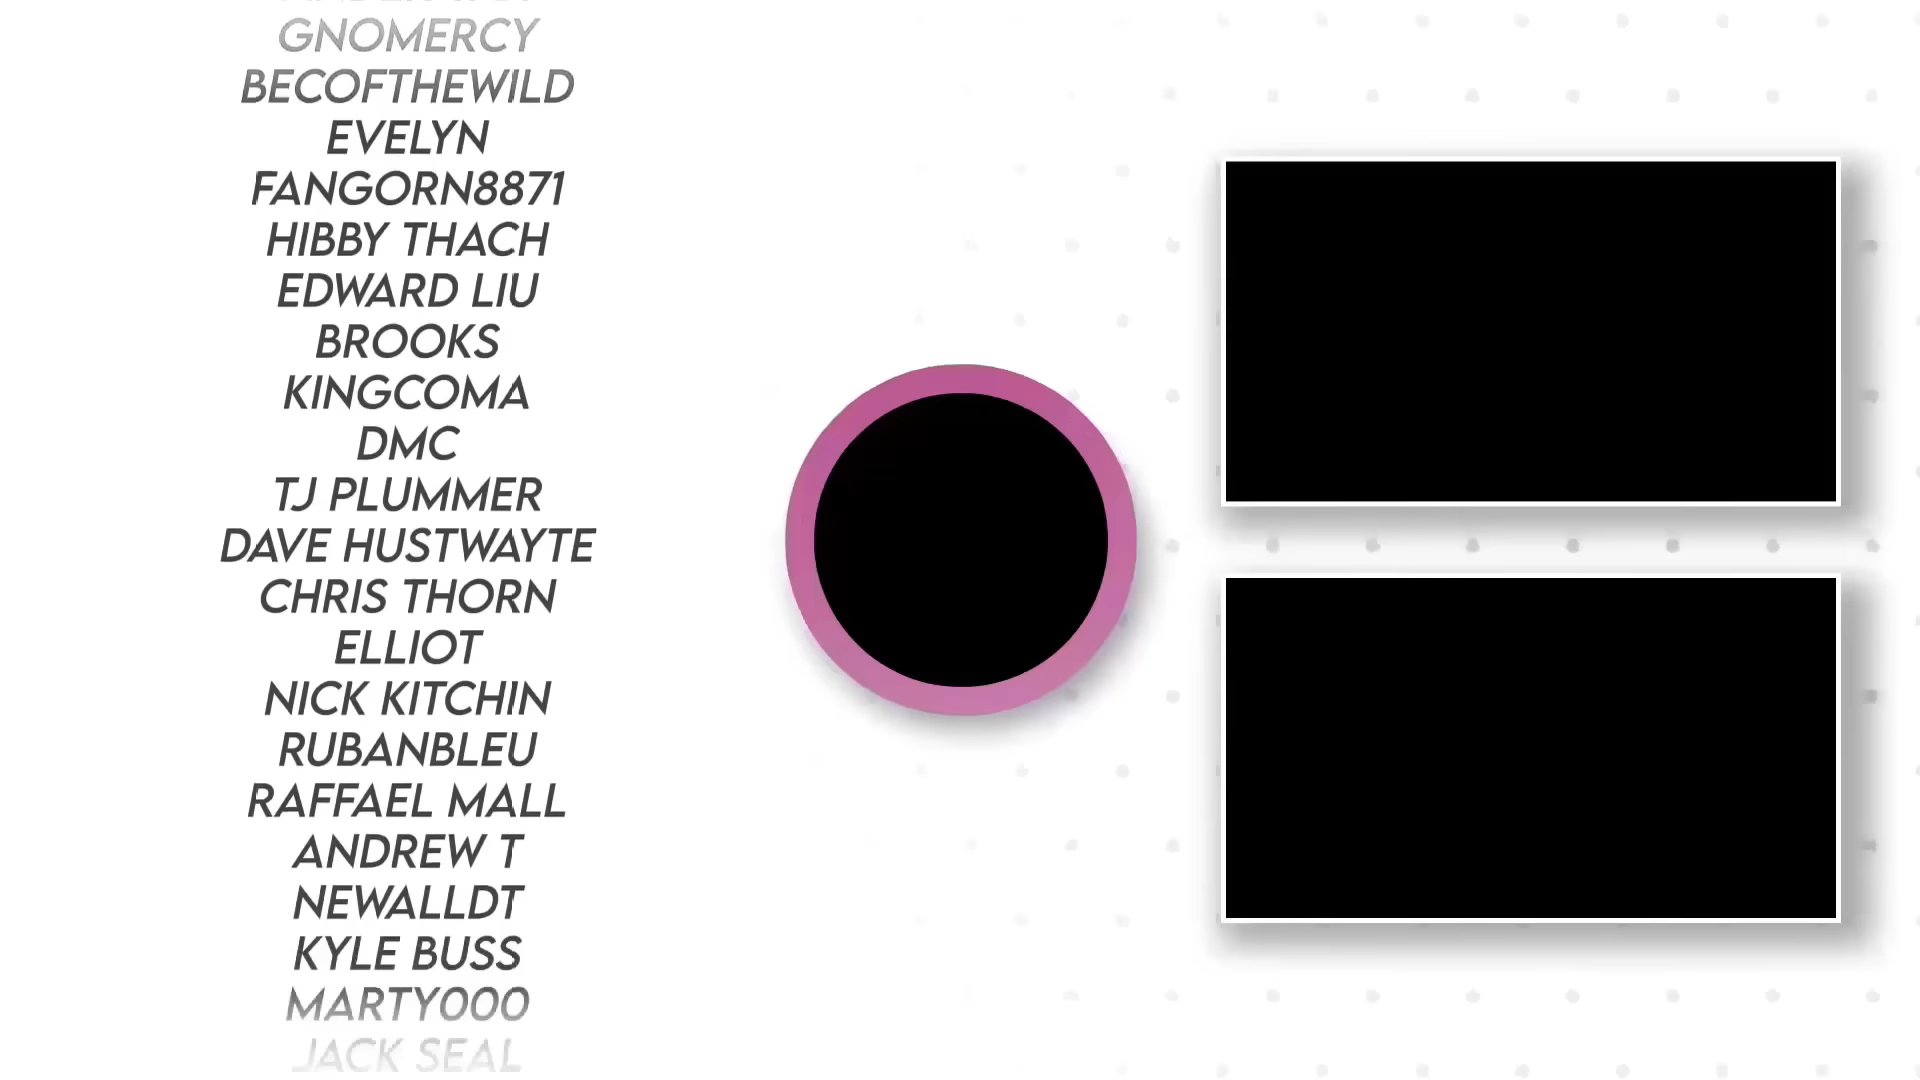 GNOMERCY
BECOFTHEWILD
EVELYN
FANGORN8871
HIBBY THACH
EDWARD LIU
BROOKS
KINGCOMA
DMC
TJ PLUMMER
DAVE HUSTWAYTE
CHRIS THORN
ELLIOT
NICK KITCHIN
RUBANBLEU
RAFFAEL MALL
ANDREW T
NEWALLDT
KYLE BUSS
MARTY000
JACK SEAL